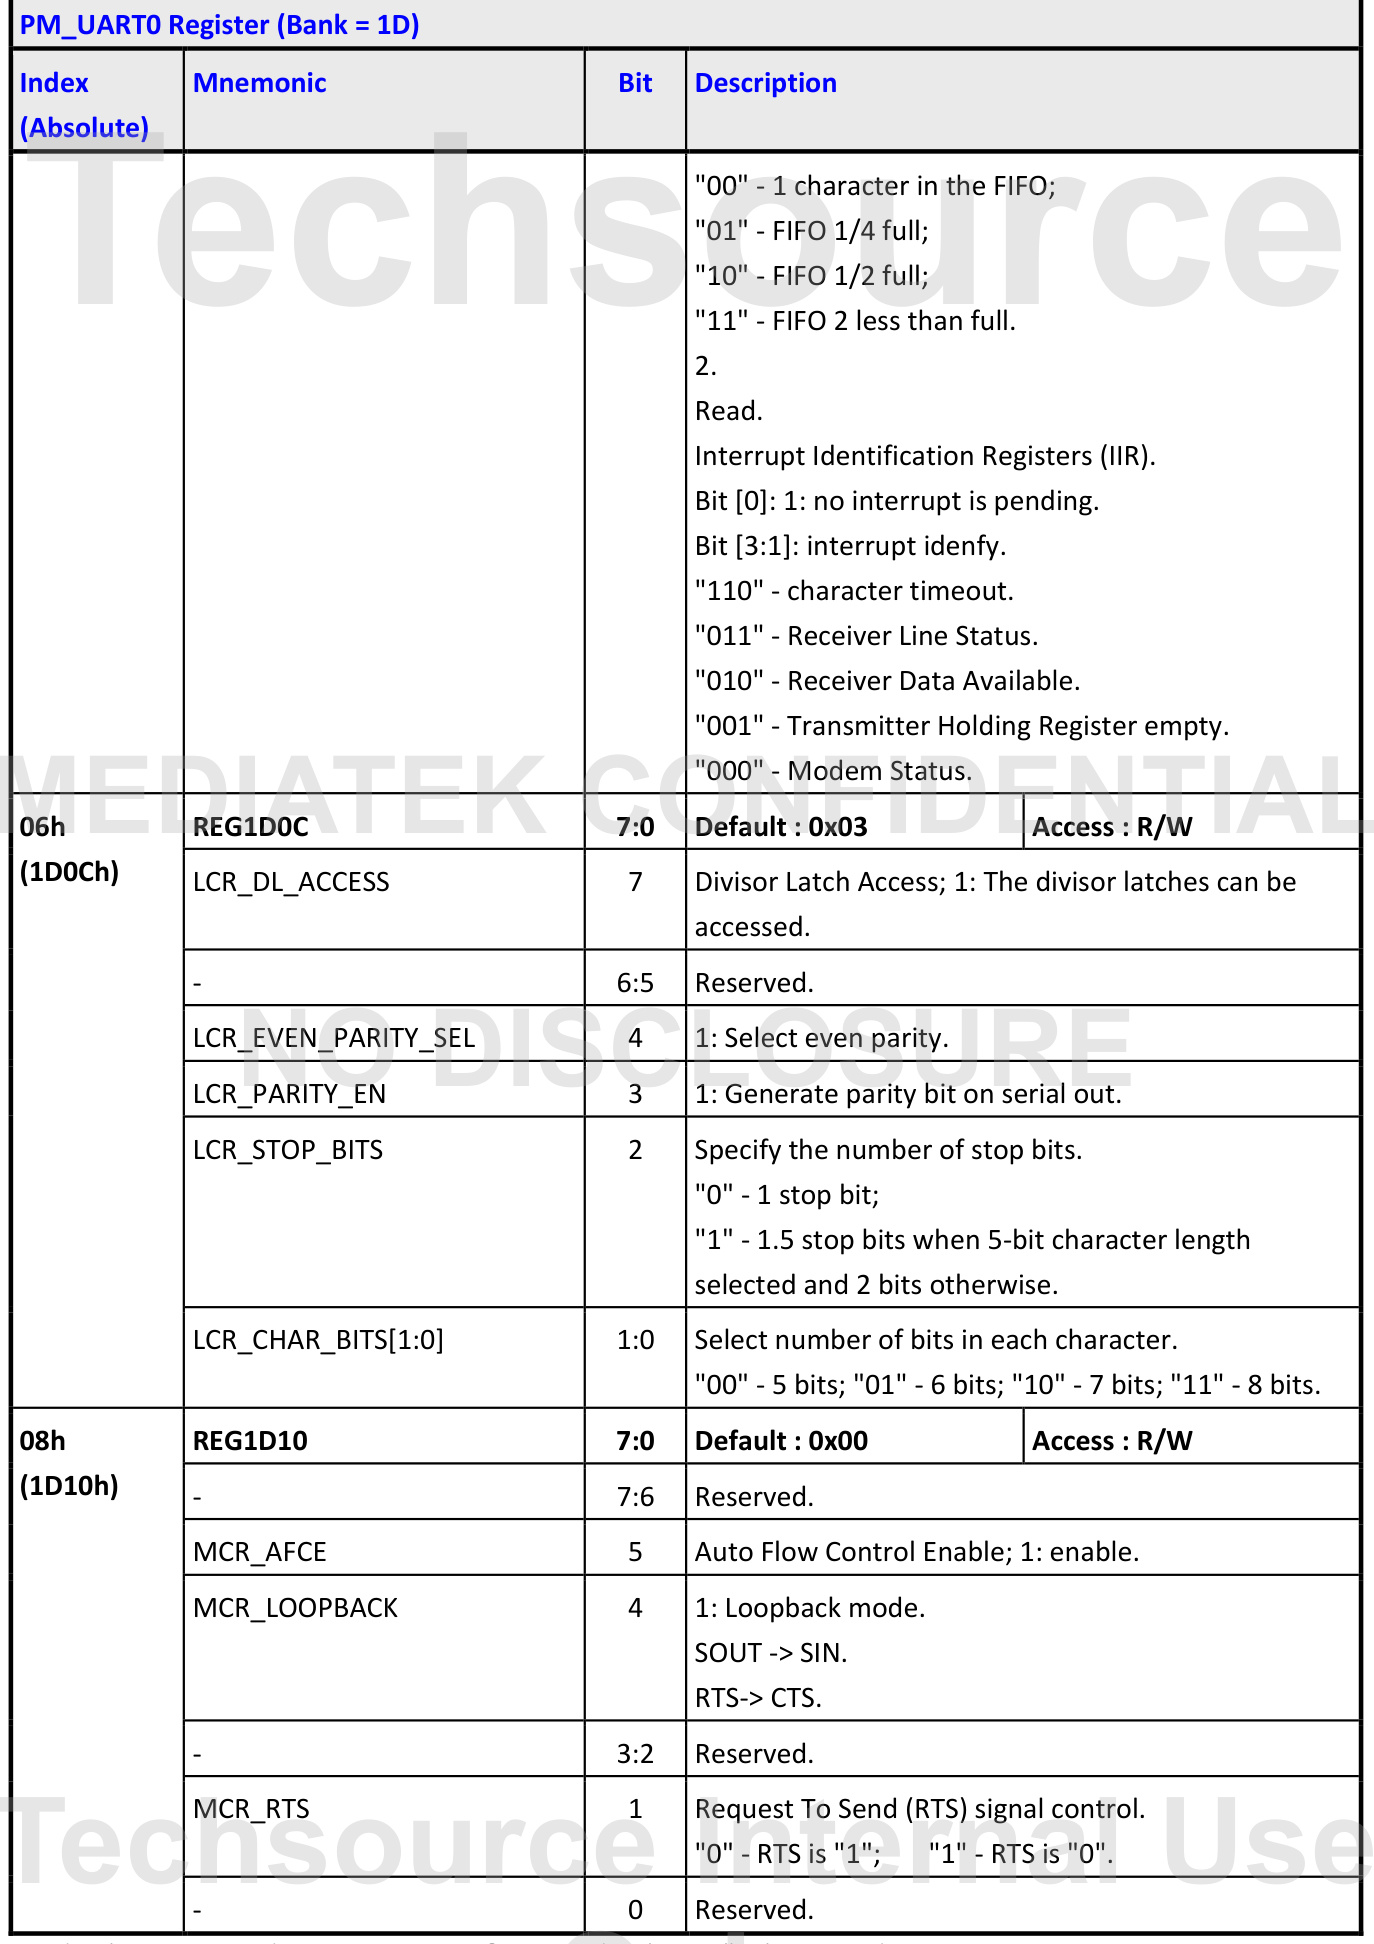 PM_UART0 Register (Bank = 1D)
Index (Absolute) Mnemonic Bit Description
"00" - 1 character in the FIFO;
"01" - FIFO 1/4 full;
"10" - FIFO 1/2 full;
"11" - FIFO 2 less than full.
2.
Read.
Interrupt Identification Registers (IIR).
Bit [0]: 1: no interrupt is pending.
Bit [3:1]: interrupt idenfy.
"110" - character timeout.
"011" - Receiver Line Status.
"010" - Receiver Data Available.
"001" - Transmitter Holding Register empty.
"000" - Modem Status.
06h (1D0Ch) REG1D0C 7:0 Default : 0x03 Access : R/W
LCR_DL_ACCESS 7 Divisor Latch Access; 1: The divisor latches can be
accessed.
- 6:5 Reserved.
LCR_EVEN_PARITY_SEL 4 1: Select even parity.
LCR_PARITY_EN 3 1: Generate parity bit on serial out.
LCR_STOP_BITS 2 Specify the number of stop bits.
"0" - 1 stop bit;
"1" - 1.5 stop bits when 5-bit character length
selected and 2 bits otherwise.
LCR_CHAR_BITS[1:0] 1:0 Select number of bits in each character.
"00" - 5 bits; "01" - 6 bits; "10" - 7 bits; "11" - 8 bits.
08h (1D10h) REG1D10 7:0 Default : 0x00 Access : R/W
- 7:6 Reserved.
MCR_AFCE 5 Auto Flow Control Enable; 1: enable.
MCR_LOOPBACK 4 1: Loopback mode.
SOUT -> SIN.
RTS-> CTS.
- 3:2 Reserved.
MCR_RTS 1 Request To Send (RTS) signal control.
"0" - RTS is "1"; "1" - RTS is "0".
- 0 Reserved.
Techsource
MEDIATEK CONFIDENTIAL
NO DISCLOSURE
Techsource Internal Use